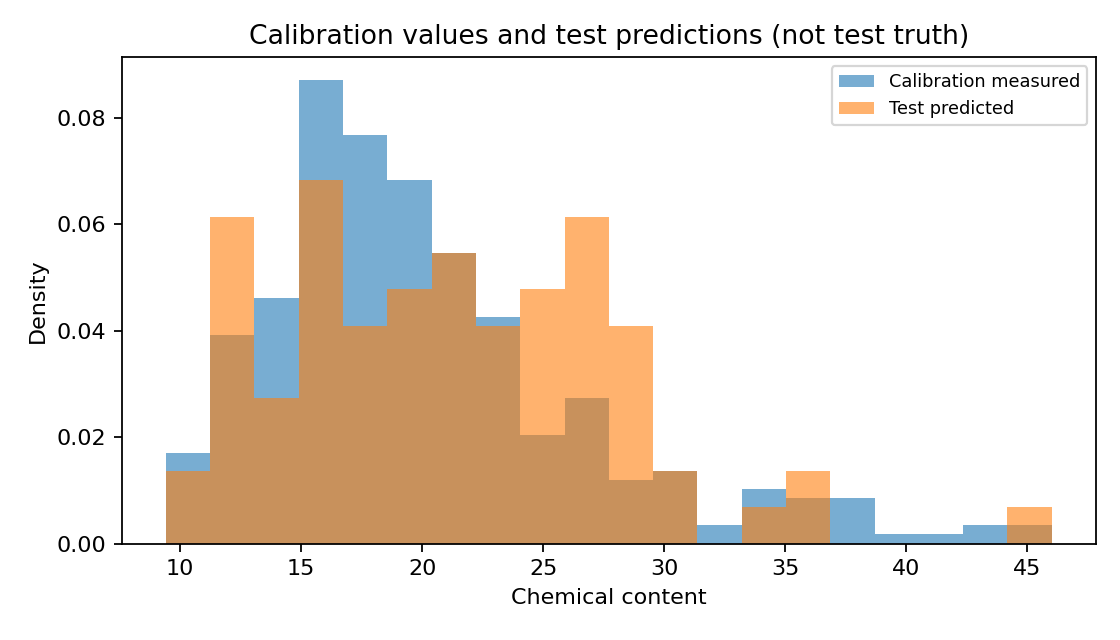 Calibration values and test predictions (not test truth)
Calibration measured
Test predicted
Density
0.08
0.06
0.04
0.02
0.00
10 15 20 25 30 35 40 45
Chemical content